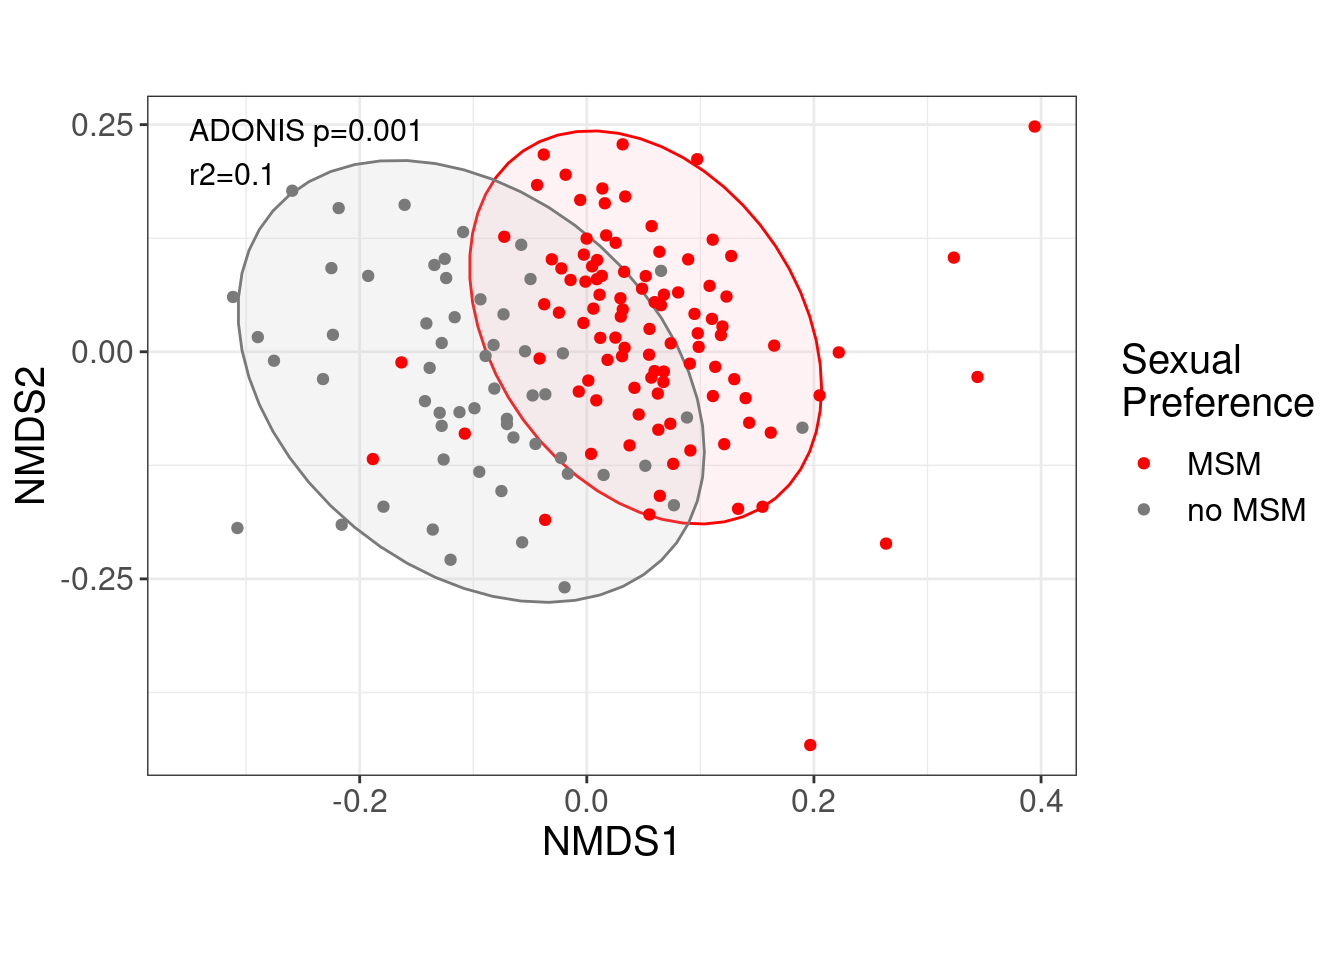 ADONIS p=0.001
r2=0.1
0.25
0.00
-0.25
NMDS2
-0.2
0.0
0.2
0.4
NMDS1
Sexual
Preference
MSM
no MSM